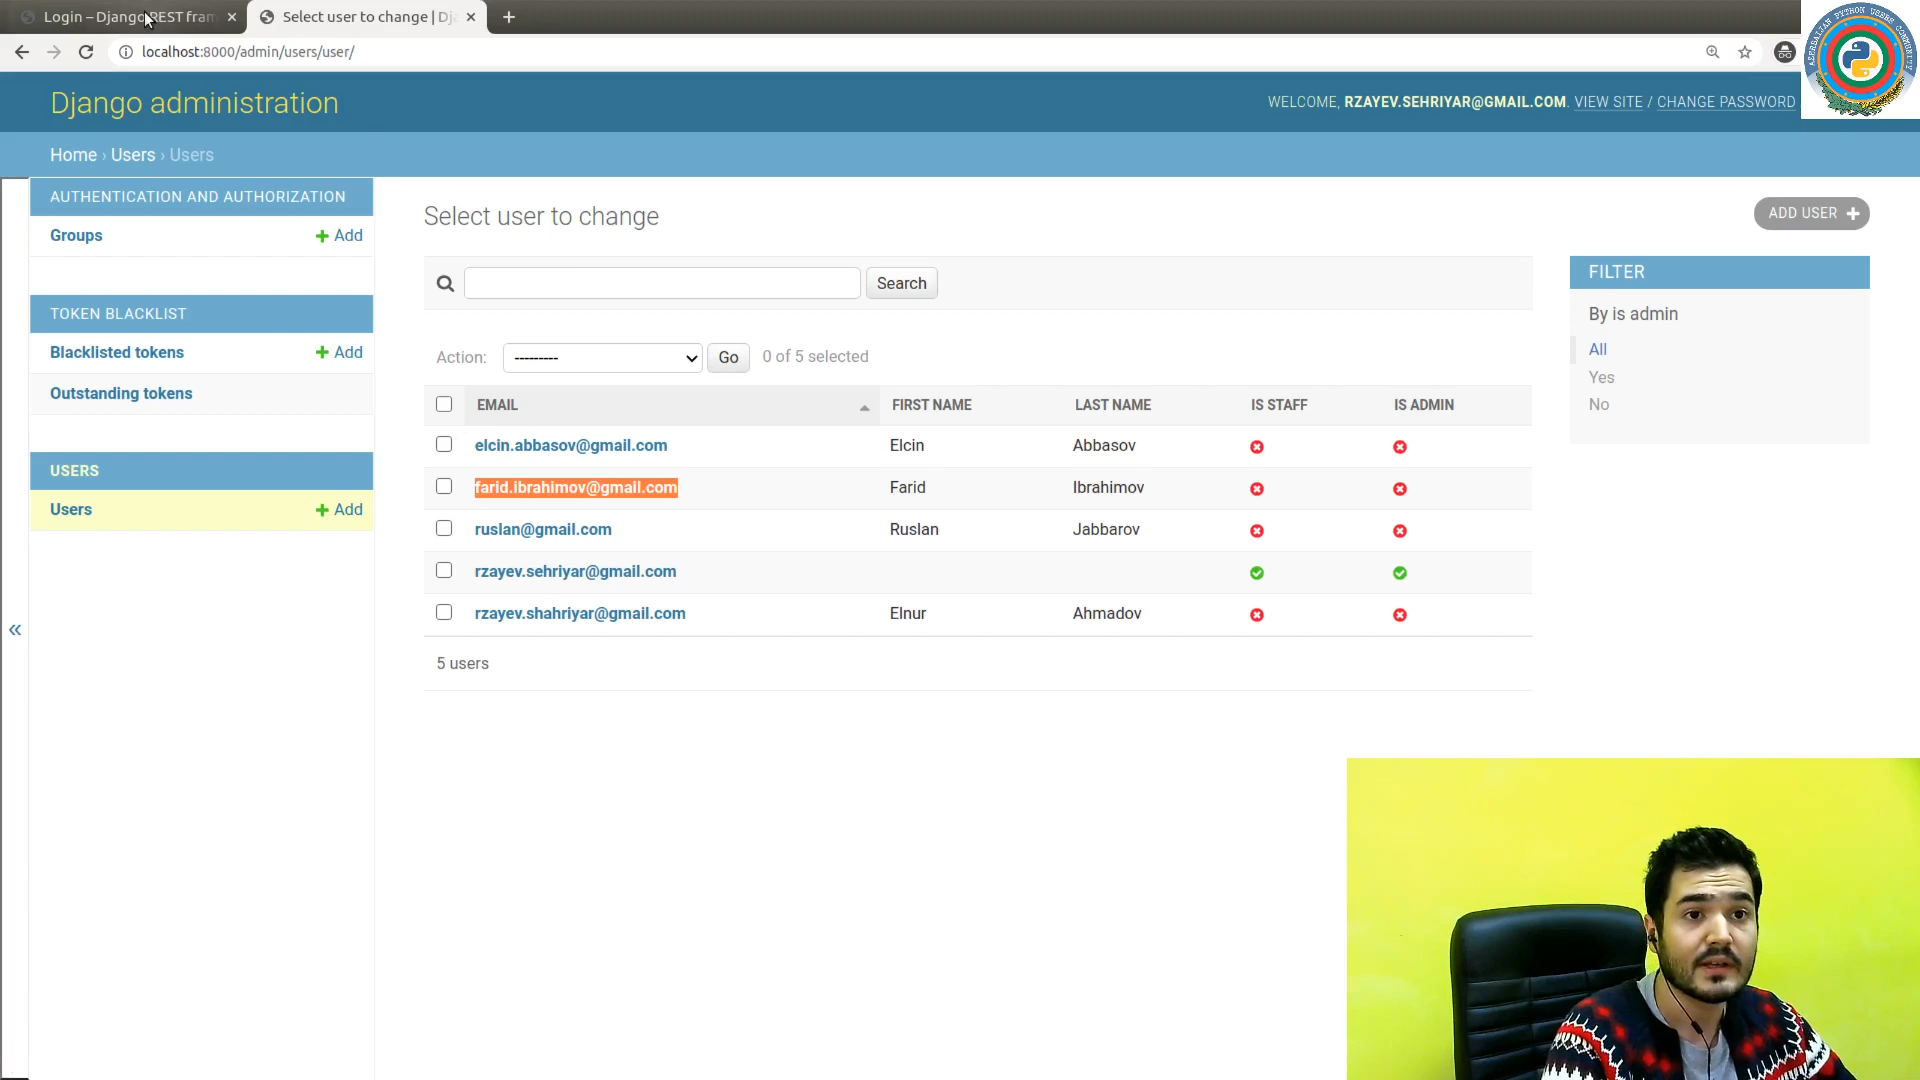 Login – Django REST fram
Select user to change | Dj
localhost:8000/admin/users/user/
AZERBAIJAN PYTHON USERS COMMUNITY
Django administration
WELCOME, RZAYEV.SEHRIYAR@GMAIL.COM. VIEW SITE / CHANGE PASSWORD
Home › Users › Users
AUTHENTICATION AND AUTHORIZATION
Groups
Add
TOKEN BLACKLIST
Blacklisted tokens
Add
Outstanding tokens
USERS
Users
Add
«
Select user to change
ADD USER
Search
Action: --------- Go 0 of 5 selected
EMAIL FIRST NAME LAST NAME IS STAFF IS ADMIN
elcin.abbasov@gmail.com Elcin Abbasov
farid.ibrahimov@gmail.com Farid Ibrahimov
ruslan@gmail.com Ruslan Jabbarov
rzayev.sehriyar@gmail.com
rzayev.shahriyar@gmail.com Elnur Ahmadov
5 users
FILTER
By is admin
All
Yes
No